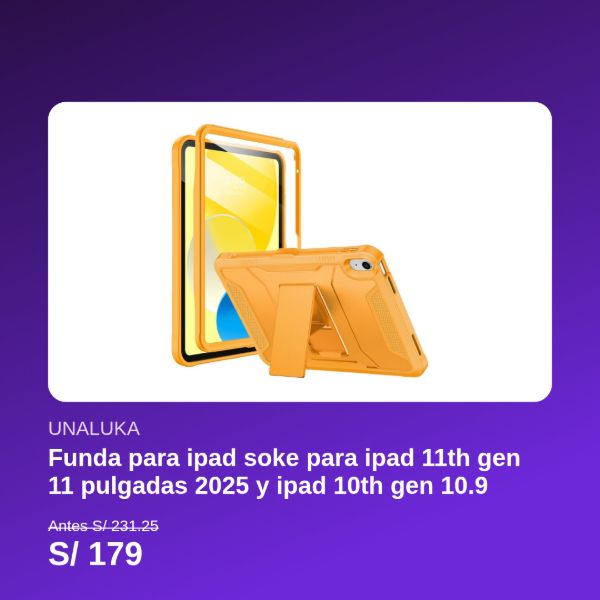 UNALUKA
Funda para ipad soke para ipad 11th gen
11 pulgadas 2025 y ipad 10th gen 10.9
Antes S/ 231.25
S/ 179